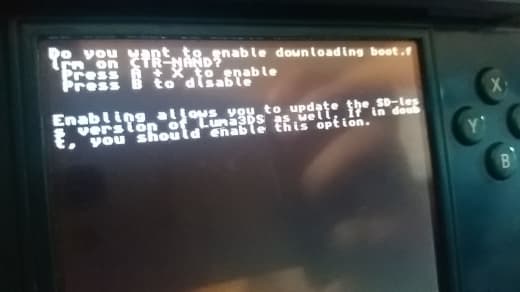 Do you want to enable downloading boot.f
irm on CTR-NAND?
Press A + X to enable
Press B to disable
Enabling allows you to update the SD-les
s version of Luma3DS as well. If in doub
t, you should enable this option.
X
Y
B